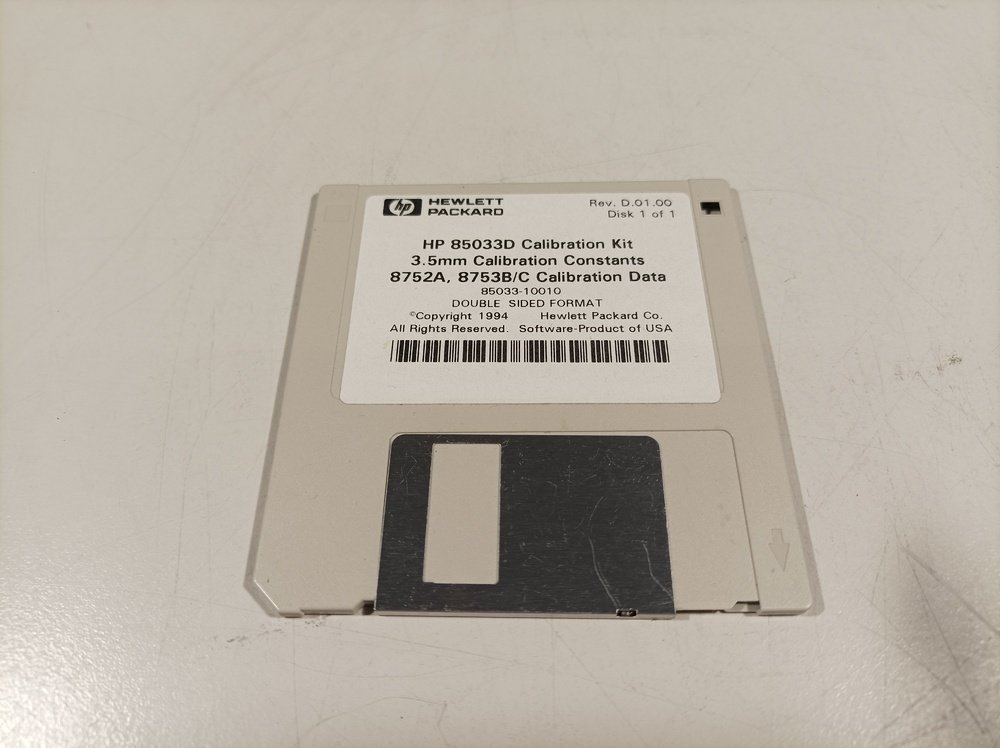 hp HEWLETT PACKARD
Rev. D.01.00
Disk 1 of 1
HP 85033D Calibration Kit
3.5mm Calibration Constants
8752A, 8753B/C Calibration Data
85033-10010
DOUBLE SIDED FORMAT
©Copyright 1994 Hewlett Packard Co.
All Rights Reserved. Software-Product of USA